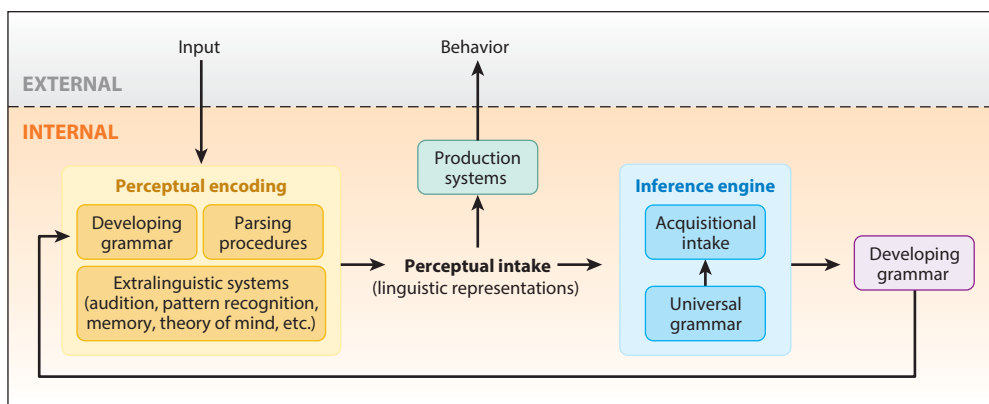 Input
Behavior
EXTERNAL
INTERNAL
Perceptual encoding
Developing
grammar
Parsing
procedures
Extralinguistic systems
(audition, pattern recognition,
memory, theory of mind, etc.)
Production
systems
Perceptual intake
(linguistic representations)
Inference engine
Acquisitional
intake
Universal
grammar
Developing
grammar